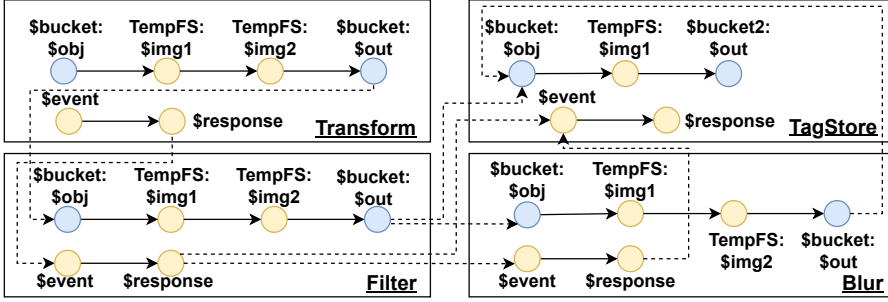 $bucket: TempFS: TempFS: $bucket:
$obj $img1 $img2 $out
$event
$response
Transform
$bucket: TempFS: $bucket2:
$obj $img1 $out
$event
$response
TagStore
$bucket: TempFS: TempFS: $bucket:
$obj $img1 $img2 $out
$event $response
Filter
$bucket: TempFS:
$obj $img1
TempFS: $bucket:
$img2 $out
$event $response
Blur